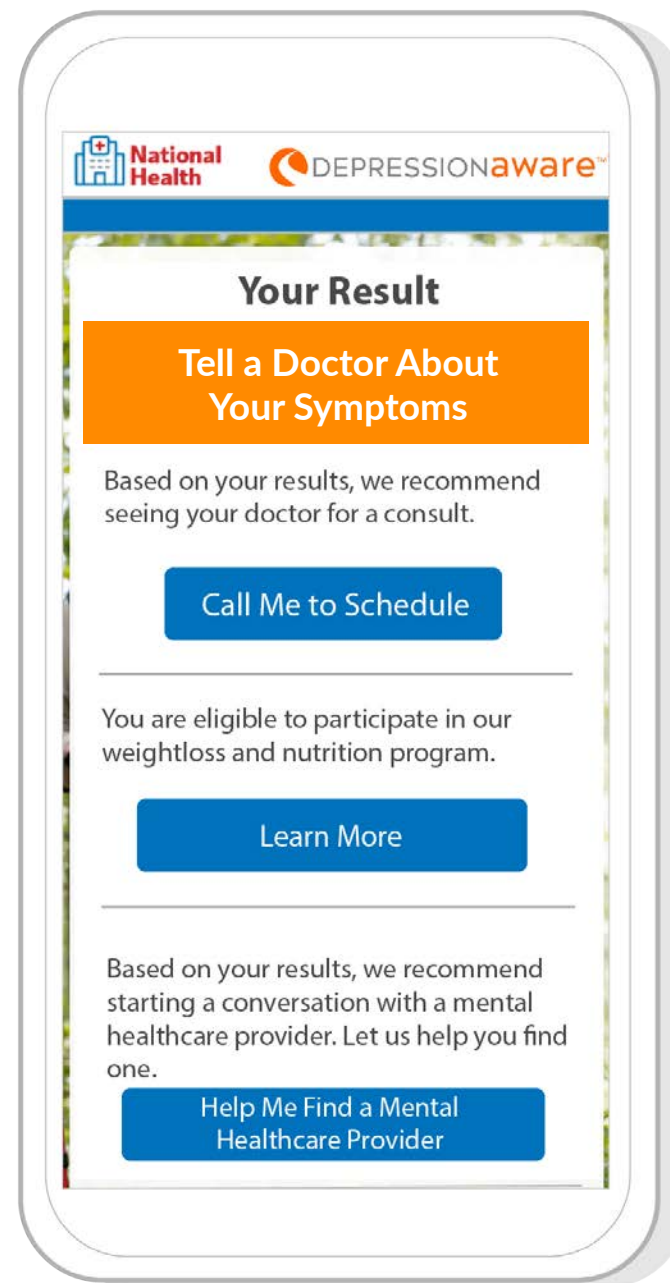 National
Health
DEPRESSIONaware™
Your Result
Tell a Doctor About
Your Symptoms
Based on your results, we recommend
seeing your doctor for a consult.
Call Me to Schedule
You are eligible to participate in our
weightloss and nutrition program.
Learn More
Based on your results, we recommend
starting a conversation with a mental
healthcare provider. Let us help you find
one.
Help Me Find a Mental
Healthcare Provider